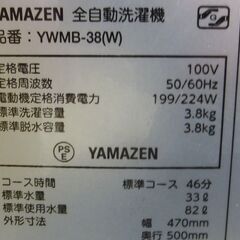 YAMAZEN 全自動洗濯機
品番: YWMB-38(W)
定格電圧 100V
定格周波数 50/60Hz
電動機定格消費電力 199/224W
標準洗濯容量 3.8kg
標準脱水容量 3.8kg
PS E YAMAZEN
コース時間 標準コース 46分
標準水量 33ℓ
標準使用水量 82ℓ
外形寸法 幅 470mm
奥行 500mm